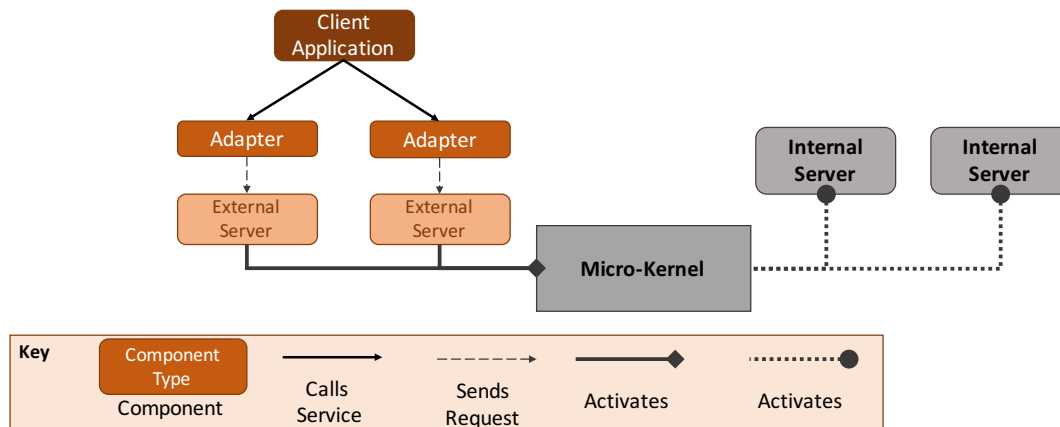 Client
Application
Adapter
Adapter
Internal
Server
Internal
Server
External
Server
External
Server
Micro-Kernel
Key
Component
Type
Component
Calls
Service
Sends
Request
Activates
Activates